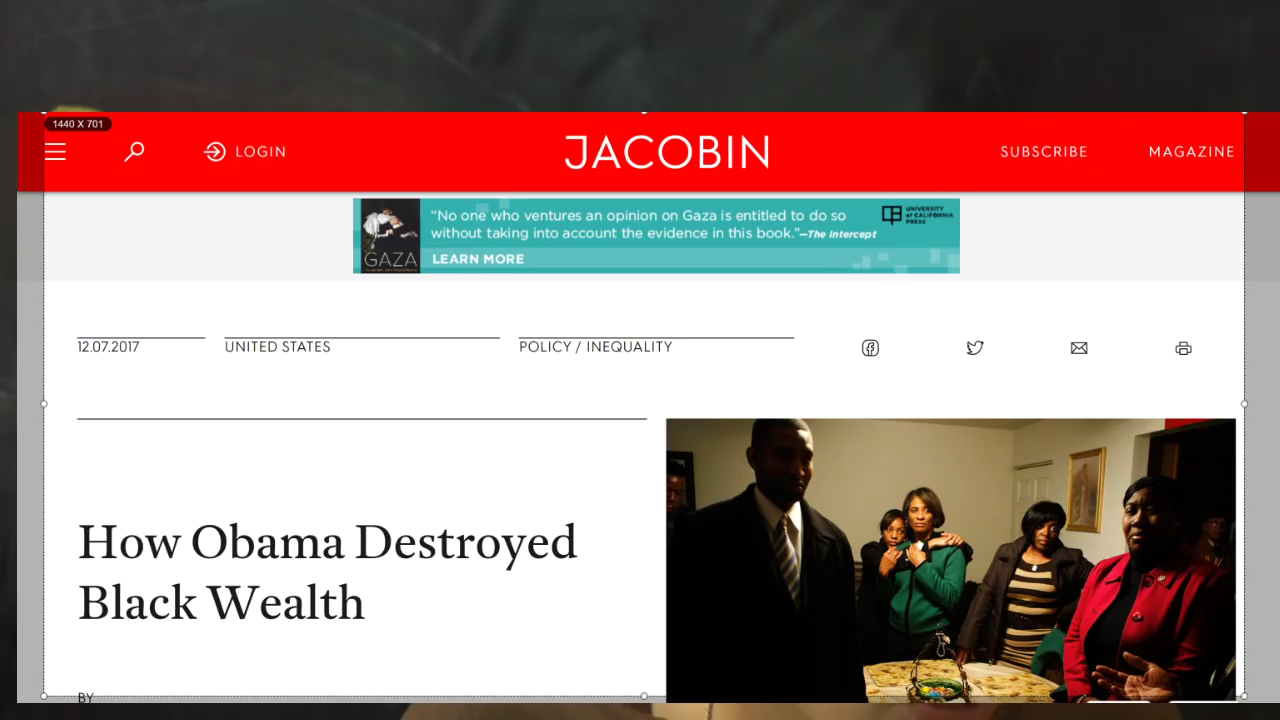 1440 X 701
LOGIN
JACOBIN
SUBSCRIBE
MAGAZINE
“No one who ventures an opinion on Gaza is entitled to do so
without taking into account the evidence in this book.”—The Intercept
LEARN MORE
GAZA
UNIVERSITY
of CALIFORNIA
PRESS
12.07.2017
UNITED STATES
POLICY / INEQUALITY
How Obama Destroyed
Black Wealth
BY